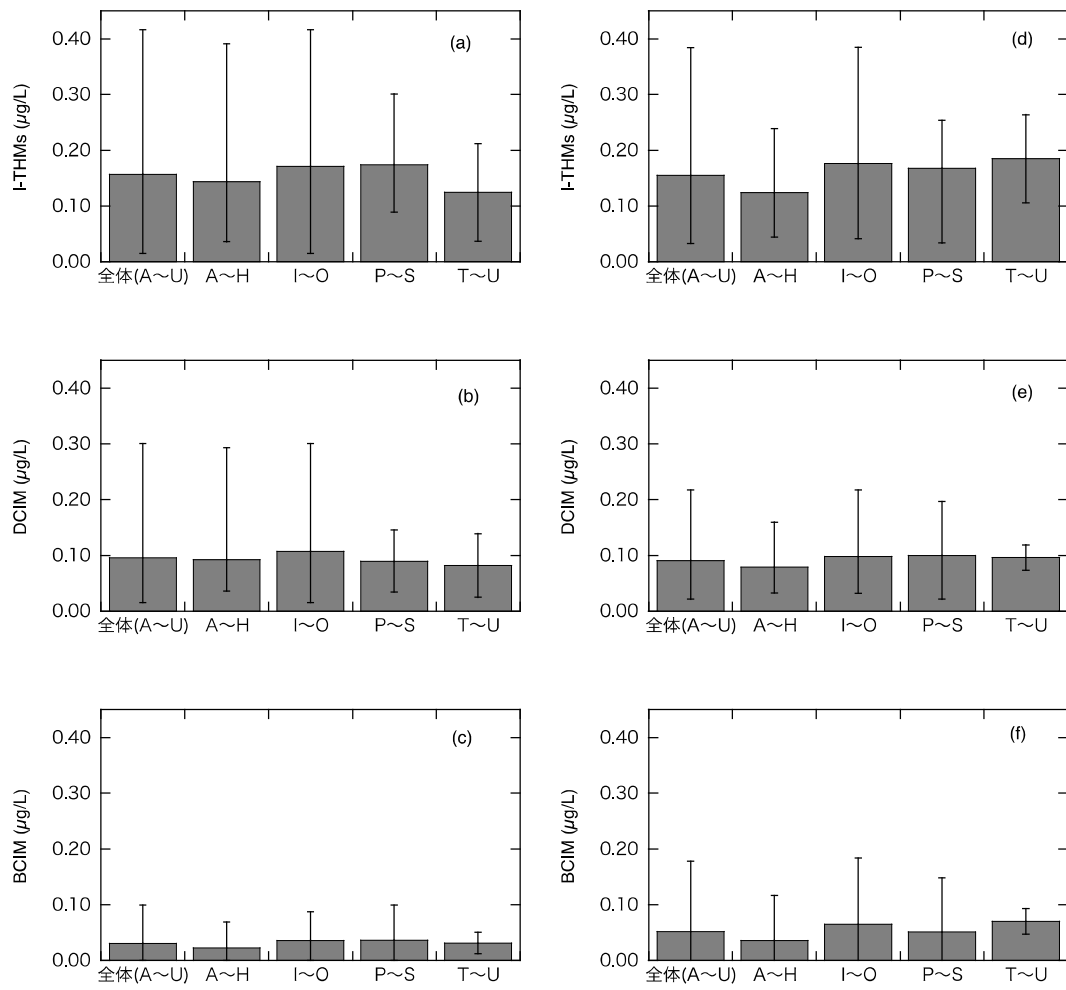 I-THMs (µg/L)
0.40
0.30
0.20
0.10
0.00
(a)
全体(A〜U)
A〜H
I〜O
P〜S
T〜U
I-THMs (µg/L)
0.40
0.30
0.20
0.10
0.00
(d)
全体(A〜U)
A〜H
I〜O
P〜S
T〜U
DCIM (µg/L)
0.40
0.30
0.20
0.10
0.00
(b)
全体(A〜U)
A〜H
I〜O
P〜S
T〜U
DCIM (µg/L)
0.40
0.30
0.20
0.10
0.00
(e)
全体(A〜U)
A〜H
I〜O
P〜S
T〜U
BCIM (µg/L)
0.40
0.30
0.20
0.10
0.00
(c)
全体(A〜U)
A〜H
I〜O
P〜S
T〜U
BCIM (µg/L)
0.40
0.30
0.20
0.10
0.00
(f)
全体(A〜U)
A〜H
I〜O
P〜S
T〜U